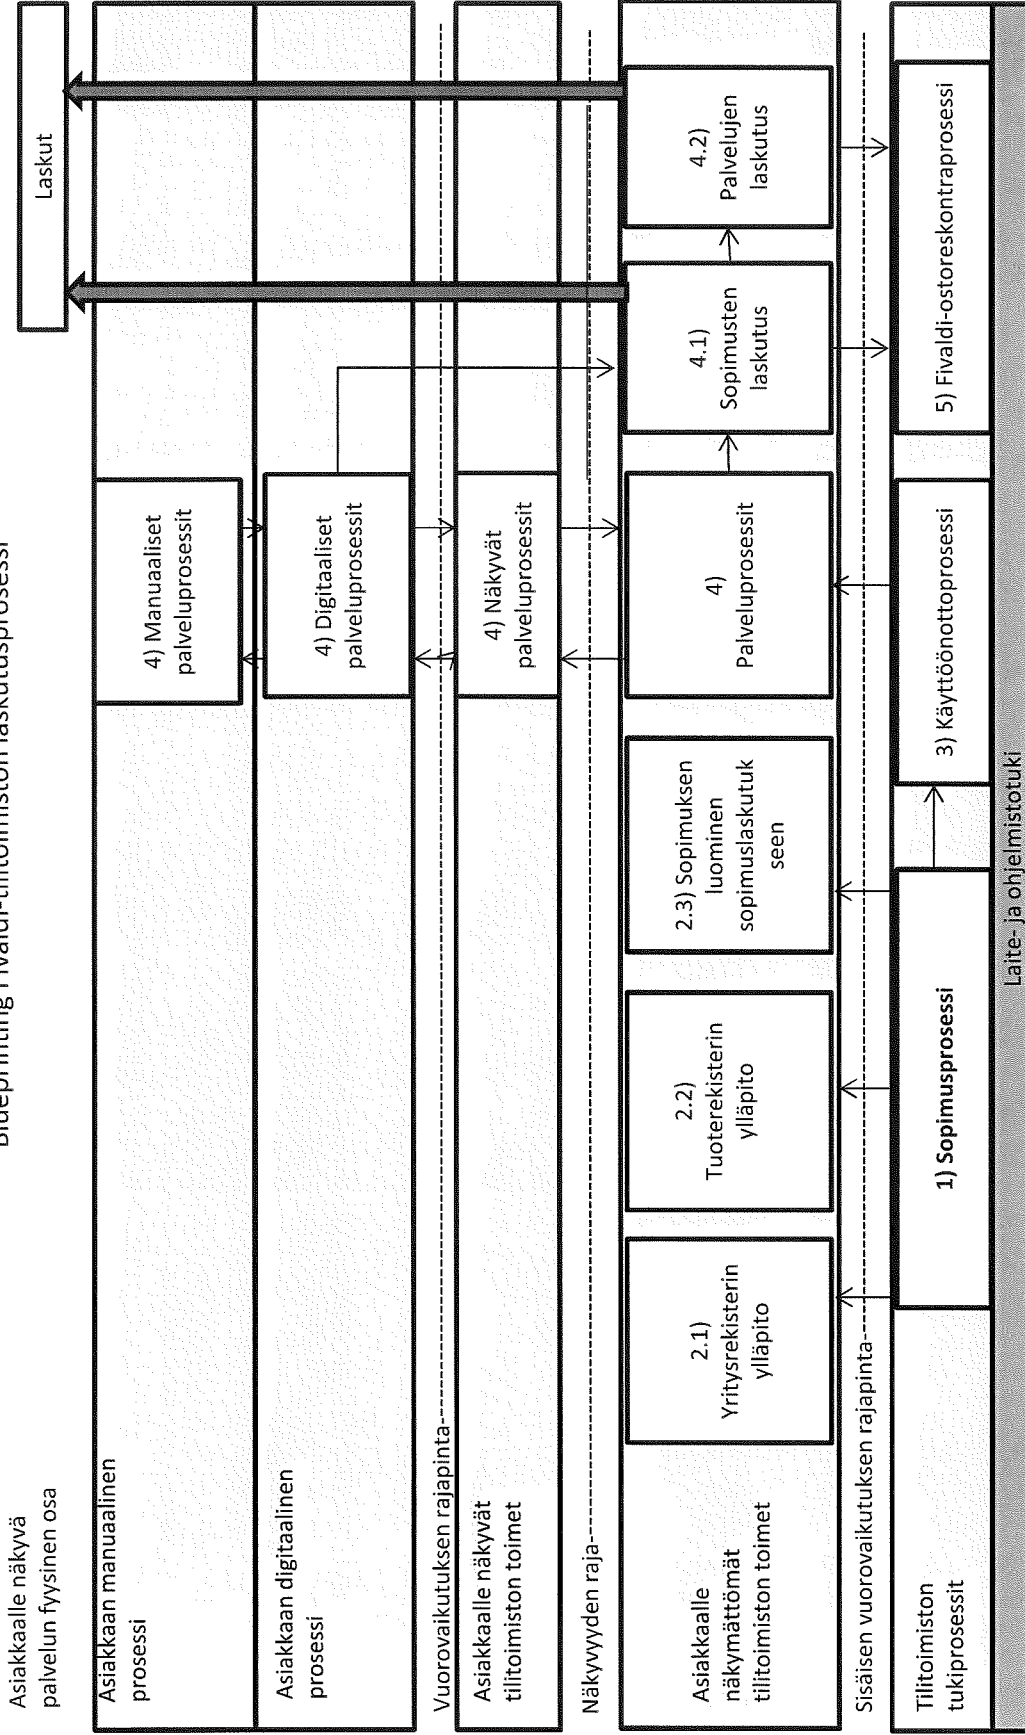 Blueprinting Fivaldi-tilitoimiston laskutusprosessi
Asiakkaalle näkyvä
palvelun fyysinen osa
Laskut
Asiakkaan manuaalinen
prosessi
4) Manuaaliset
palveluprosessit
Asiakkaan digitaalinen
prosessi
4) Digitaaliset
palveluprosessit
Vuorovaikutuksen rajapinta
Asiakkaalle näkyvät
tilitoimiston toimet
4) Näkyvät
palveluprosessit
Näkyvyyden raja
Asiakkaalle
näkymättömät
tilitoimiston toimet
2.1)
Yritysrekisterin
ylläpito
2.2)
Tuoterekisterin
ylläpito
2.3) Sopimuksen
luominen
sopimuslaskutuk
seen
4)
Palveluprosessit
4.1)
Sopimusten
laskutus
4.2)
Palvelujen
laskutus
Sisäisen vuorovaikutuksen rajapinta
Tilitoimiston
tukiprosessit
1) Sopimusprosessi
3) Käyttöönottoprosessi
5) Fivaldi-ostoreskontraprosessi
Laite- ja ohjelmistotuki